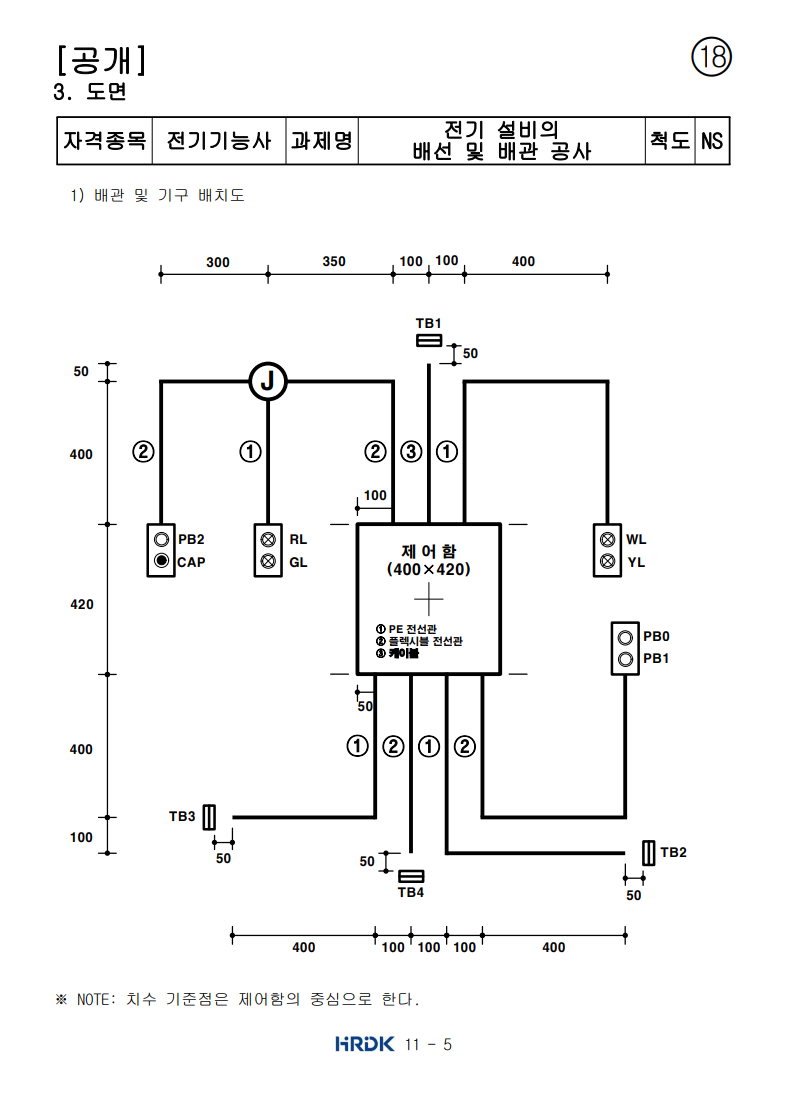 [공개]
⑱
3. 도면
자격종목 전기기능사 과제명 전기 설비의 배선 및 배관 공사 척도 NS
1) 배관 및 기구 배치도
300 350 100 100 400
TB1
50
50
J
400
② ① ② ③ ①
100
PB2 RL WL
CAP GL YL
제어함
(400×420)
420
① PE 전선관
② 플렉시블 전선관
③ 케이블
PB0
PB1
50
400
① ② ① ②
TB3
100
50
50
TB4
TB2
50
400 100 100 100 400
※ NOTE: 치수 기준점은 제어함의 중심으로 한다.
HRDK 11 - 5